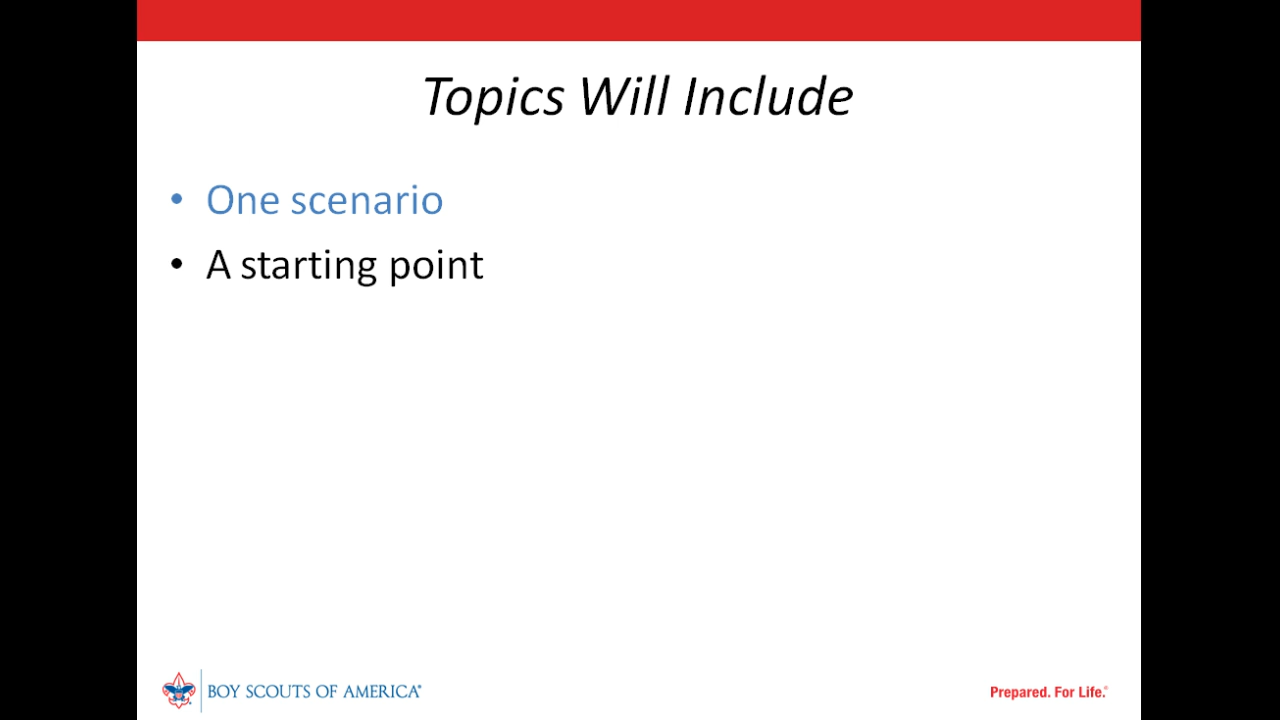 Topics Will Include
• One scenario
• A starting point
BOY SCOUTS OF AMERICA®
Prepared. For Life.®